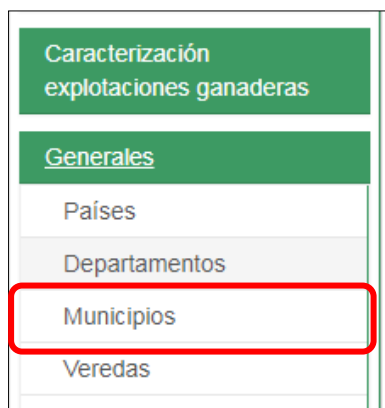 Caracterización
explotaciones ganaderas
Generales
Países
Departamentos
Municipios
Veredas